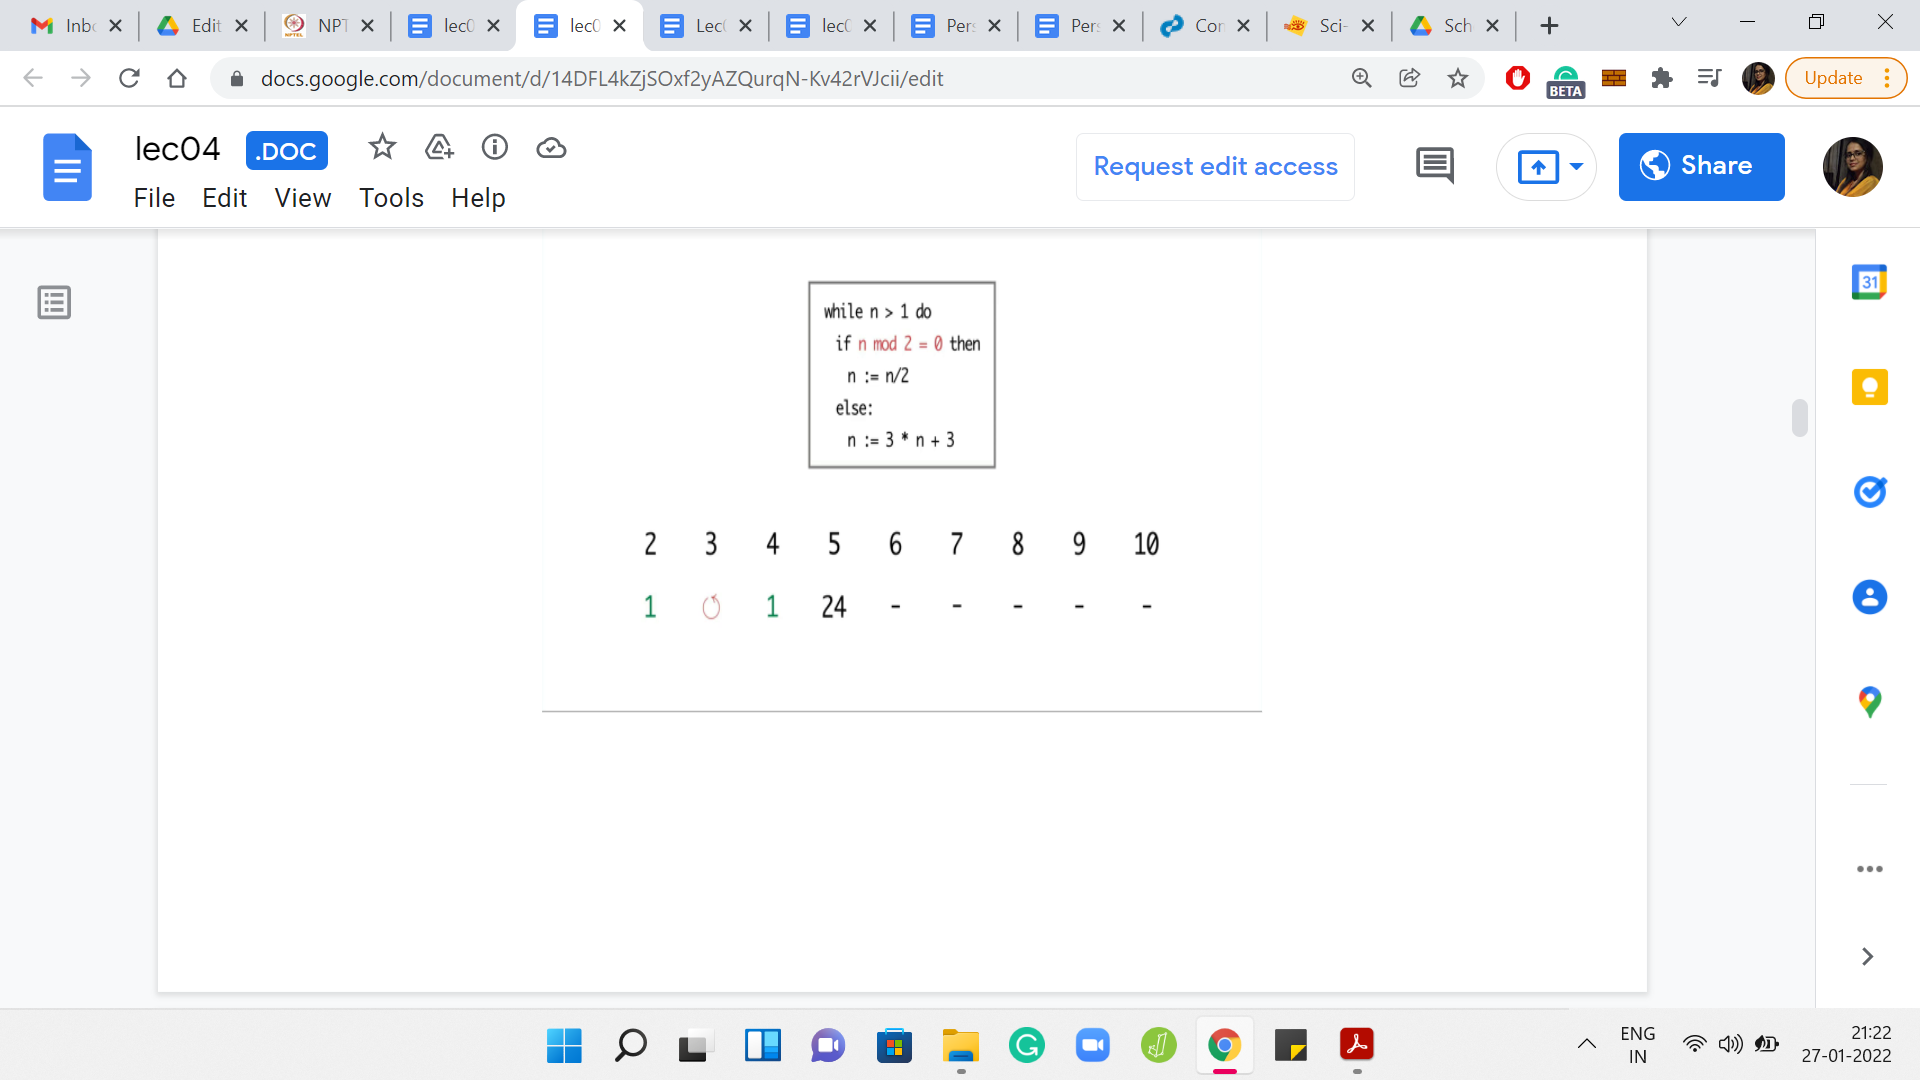 Inb
Edit
NPT
lec0
lec0
Lec
lec0
Pers
Pers
Con
Sci-
Sch
docs.google.com/document/d/14DFL4kZjSOxf2yAZQurqN-Kv42rVJcii/edit
BETA
Update
lec04
.DOC
Request edit access
Share
File Edit View Tools Help
while n > 1 do
if n mod 2 = 0 then
n := n/2
else:
n := 3 * n + 3
2 3 4 5 6 7 8 9 10
1 1 24 - - - - -
31
ENG
IN
21:22
27-01-2022